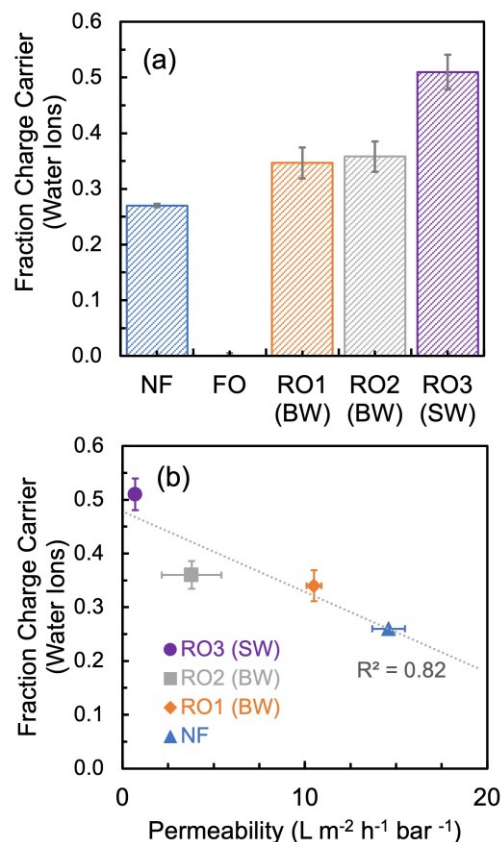 0.6
(a)
0.5
0.4
0.3
0.2
0.1
0.0
Fraction Charge Carrier
(Water Ions)
NF FO RO1 RO2 RO3
(BW) (BW) (SW)
0.6
(b)
0.5
0.4
0.3
0.2
0.1
0.0
Fraction Charge Carrier
(Water Ions)
RO3 (SW)
RO2 (BW)
RO1 (BW)
NF
R² = 0.82
0 10 20
Permeability (L m⁻² h⁻¹ bar ⁻¹)